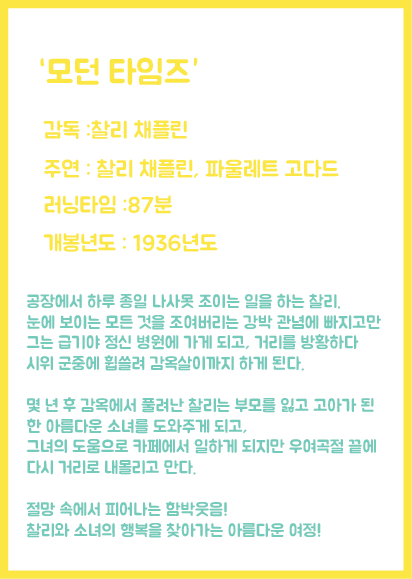 ‘모던 타임즈’
감독 :찰리 채플린
주연 : 찰리 채플린, 파울레트 고다드
러닝타임 :87분
개봉년도 : 1936년도
공장에서 하루 종일 나사못 조이는 일을 하는 찰리.
눈에 보이는 모든 것을 조여버리는 강박 관념에 빠지고만
그는 급기야 정신 병원에 가게 되고, 거리를 방황하다
시위 군중에 휩쓸려 감옥살이까지 하게 된다.
몇 년 후 감옥에서 풀려난 찰리는 부모를 잃고 고아가 된
한 아름다운 소녀를 도와주게 되고,
그녀의 도움으로 카페에서 일하게 되지만 우여곡절 끝에
다시 거리로 내몰리고 만다.
절망 속에서 피어나는 함박웃음!
찰리와 소녀의 행복을 찾아가는 아름다운 여정!